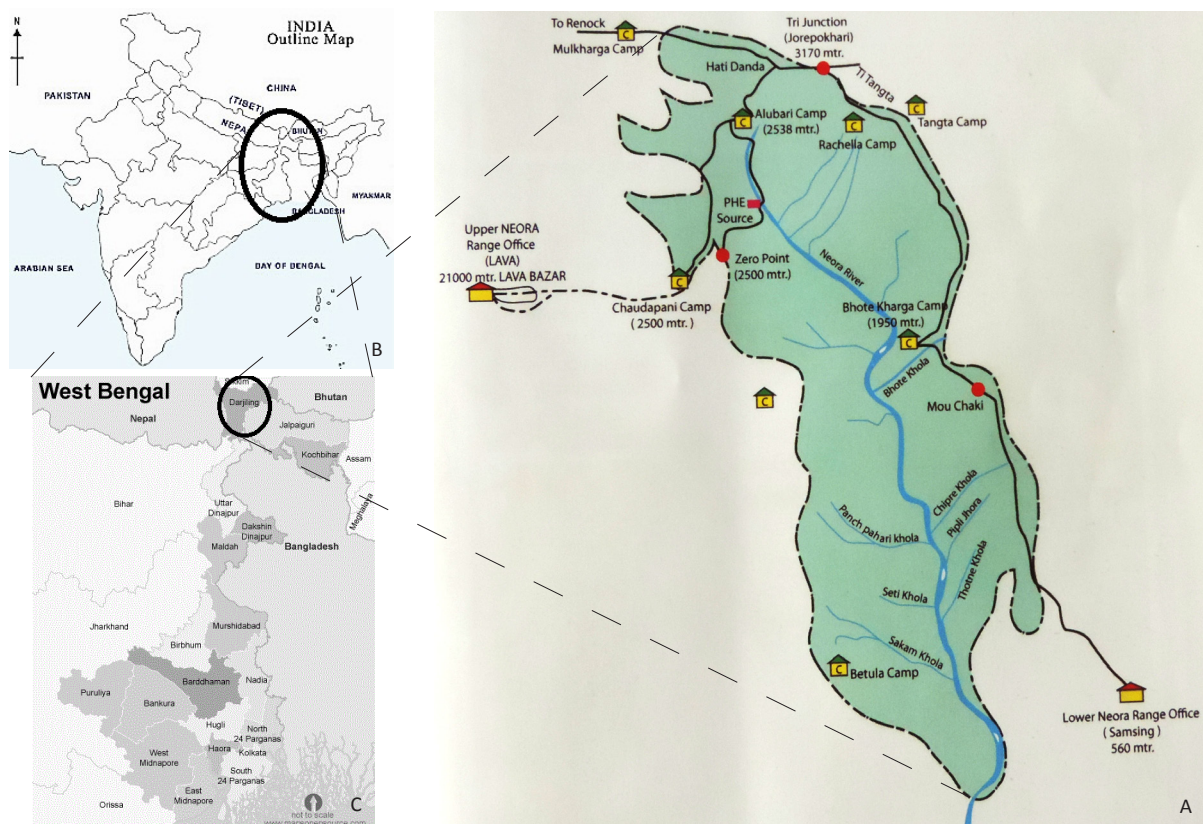 N
INDIA
Outline Map
PAKISTAN
CHINA
(TIBET)
NEPA
BHUTAN
MYANMAR
BANGLADESH
ARABIAN SEA
BAY OF BENGAL
B
West Bengal
Sikkim
Darjiling
Nepal
Bhutan
Jalpaiguri
Kochbihar
Assam
Meghalaya
Bihar
Uttar
Dinajpur
Dakshin
Dinajpur
Maldah
Bangladesh
Murshidabad
Jharkhand
Birbhum
Barddhaman
Nadia
Puruliya
Bankura
Hugli
North
24 Parganas
Haora
Kolkata
West
Midnapore
South
24 Parganas
East
Midnapore
Orissa
not to scale
www.mapsopensource.com
C
To Renock
C
Mulkharga Camp
Tri Junction
(Jorepokhari)
3170 mtr.
Hati Danda
Ti Tangta
C
Tangta Camp
C
Alubari Camp
(2538 mtr.)
C
Rachella Camp
PHE
Source
Upper NEORA
Range Office
(LAVA)
21000 mtr. LAVA BAZAR
Zero Point
(2500 mtr.)
Neora River
C
Chaudapani Camp
( 2500 mtr. )
Bhote Kharga Camp
(1950 mtr.)
C
Bhote Khola
Mou Chaki
C
Chipre Khola
Pipli Jhora
Panch pahari khola
Thotne Khola
Seti Khola
Sakam Khola
C
Betula Camp
Lower Neora Range Office
( Samsing )
560 mtr.
A